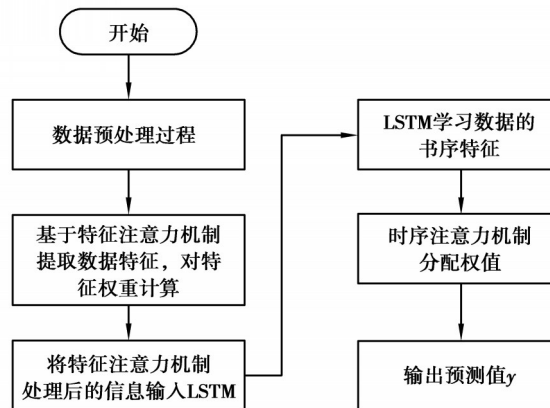 开始
数据预处理过程
基于特征注意力机制
提取数据特征，对特
征权重计算
将特征注意力机制
处理后的信息输入LSTM
LSTM学习数据的
书序特征
时序注意力机制
分配权值
输出预测值y